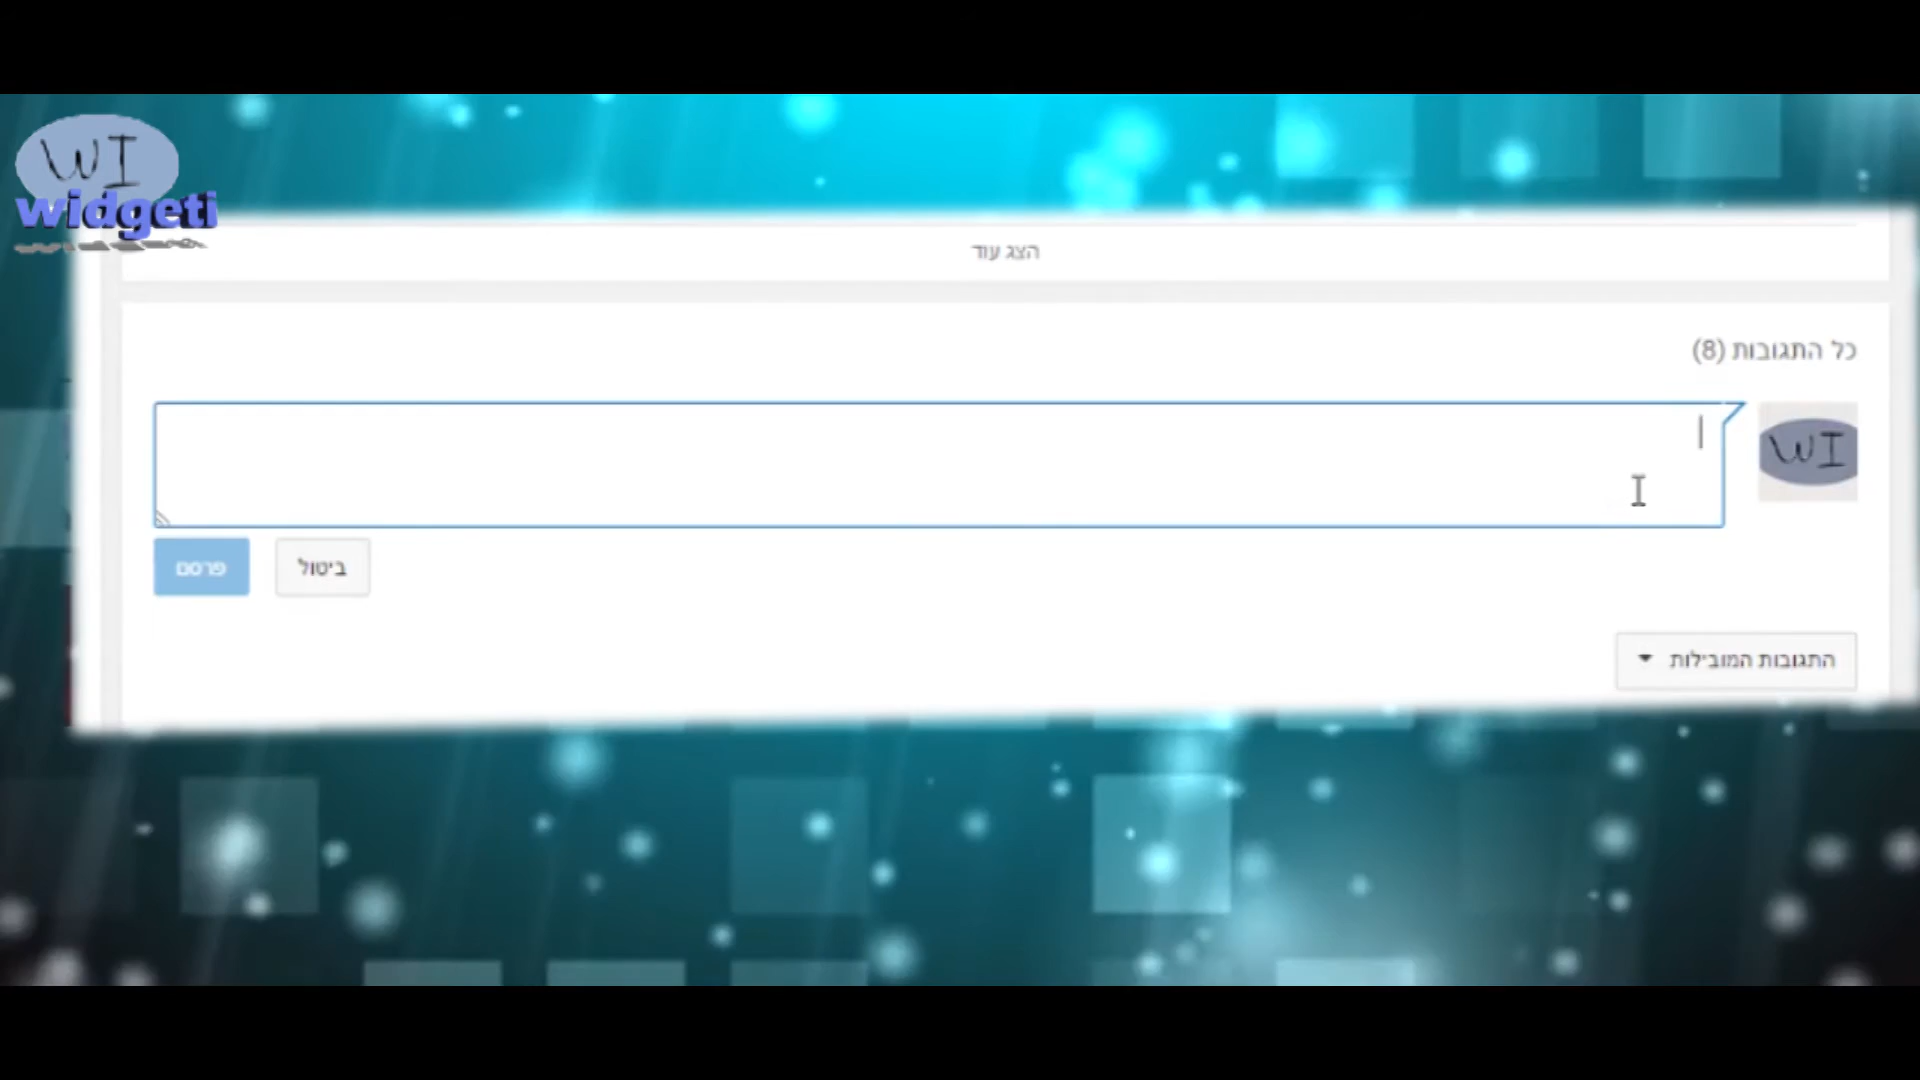 WI
widgeti
הצג עוד
כל התגובות (8)
WI
ביטול
פרסם
התגובות המובילות